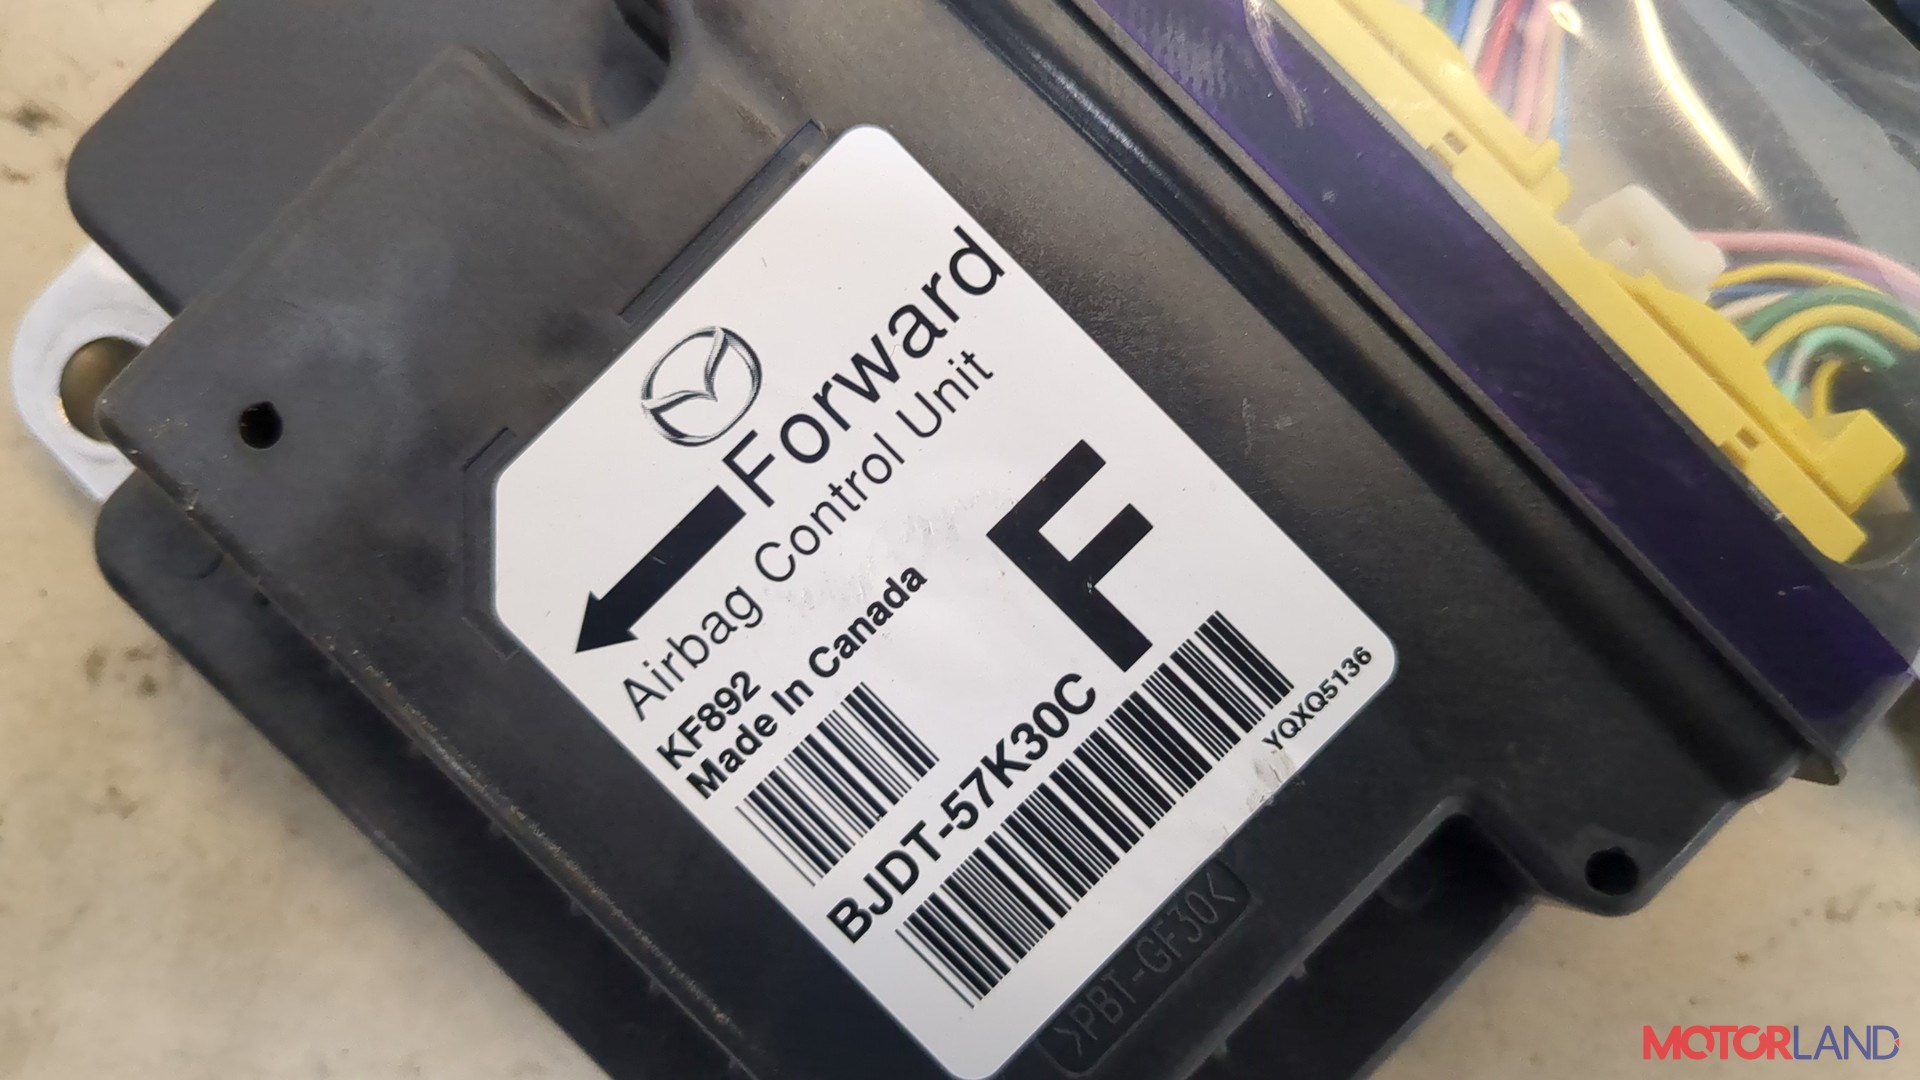 Forward
Airbag Control Unit
KF892
Made In Canada
F
BJDT-57K30C
YQXQ5136
>PBT-GF30<
MOTORLAND